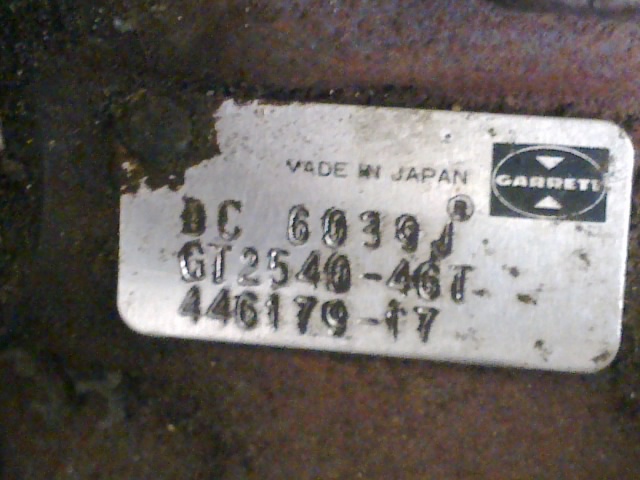 MADE IN JAPAN
GARRETT
®
DC 6039J
GT2540-46T
446179-17